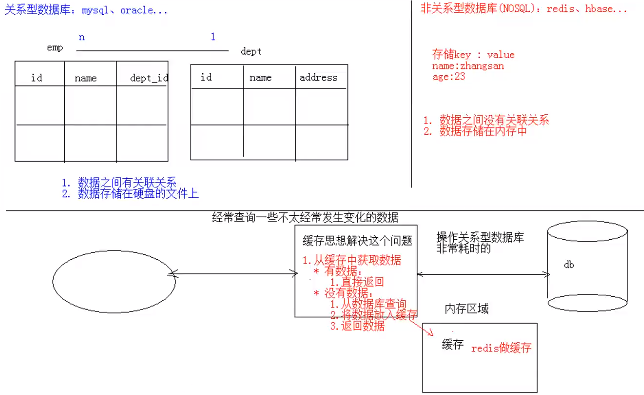 关系型数据库：mysql、oracle...
n 1
emp dept
id name dept_id
id name address
1. 数据之间有关联关系
2. 数据存储在硬盘的文件上
非关系型数据库(NOSQL)：redis、hbase...
存储key : value
name:zhangsan
age:23
1. 数据之间没有关联关系
2. 数据存储在内存中
经常查询一些不太经常发生变化的数据
缓存思想解决这个问题
1.从缓存中获取数据
* 有数据：
1.直接返回
* 没有数据：
1.从数据库查询
2.将数据放入缓存
3.返回数据
操作关系型数据库
非常耗时的
db
内存区域
缓存 redis做缓存